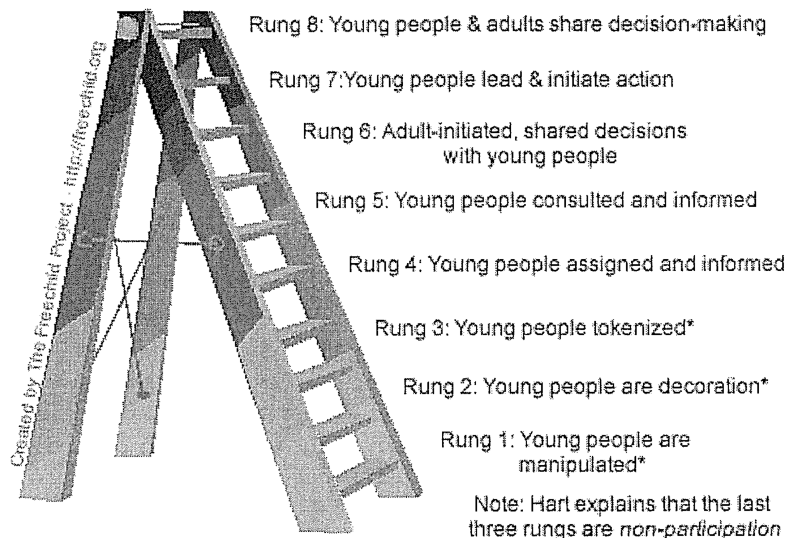 Rung 8: Young people & adults share decision-making
Rung 7:Young people lead & initiate action
Rung 6: Adult-initiated, shared decisions
with young people
Rung 5: Young people consulted and informed
Rung 4: Young people assigned and informed
Rung 3: Young people tokenized*
Rung 2: Young people are decoration*
Rung 1: Young people are
manipulated*
Note: Hart explains that the last
three rungs are non-participation
Created by The Freechild Project - http://freechild.org